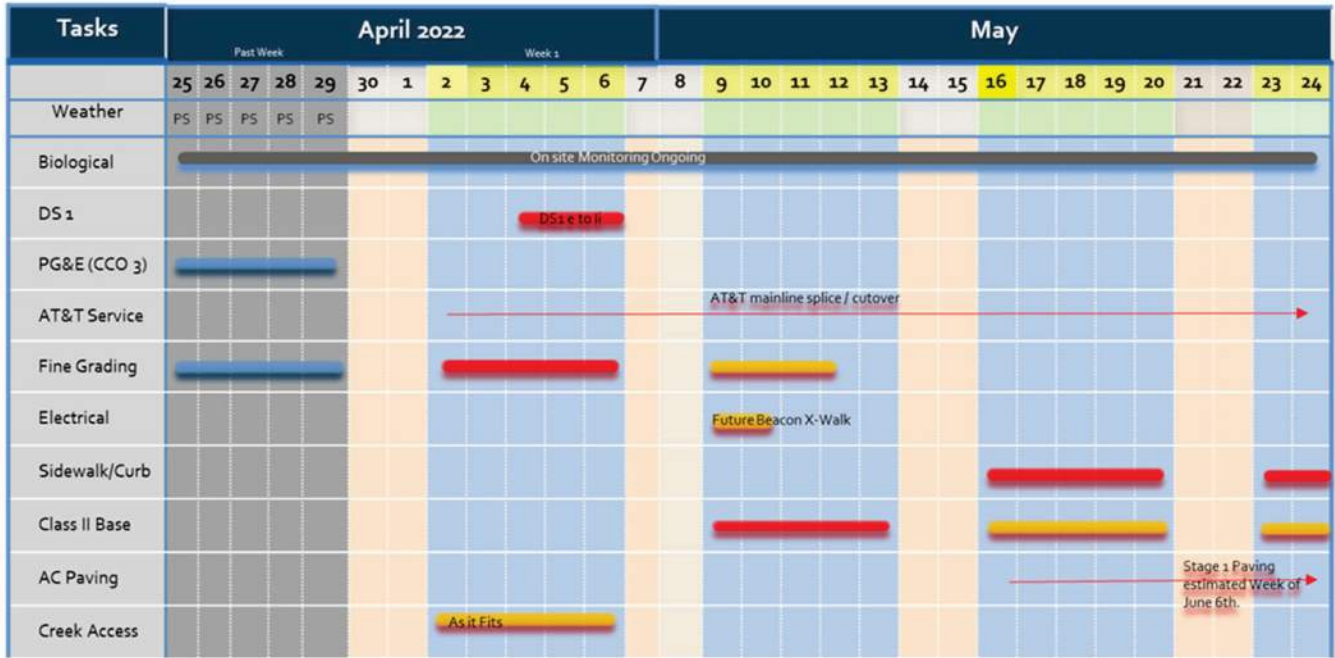 Tasks April 2022 May
Past Week Week 1
25 26 27 28 29 30 1 2 3 4 5 6 7 8 9 10 11 12 13 14 15 16 17 18 19 20 21 22 23 24
Weather PS PS PS PS PS
Biological On site Monitoring Ongoing
DS 1 DS1 e to li
PG&E (CCO 3)
AT&T Service AT&T mainline splice / cutover
Fine Grading
Electrical Future Beacon X-Walk
Sidewalk/Curb
Class II Base
AC Paving
Stage 1 Paving
estimated Week of
June 6th.
Creek Access As it Fits